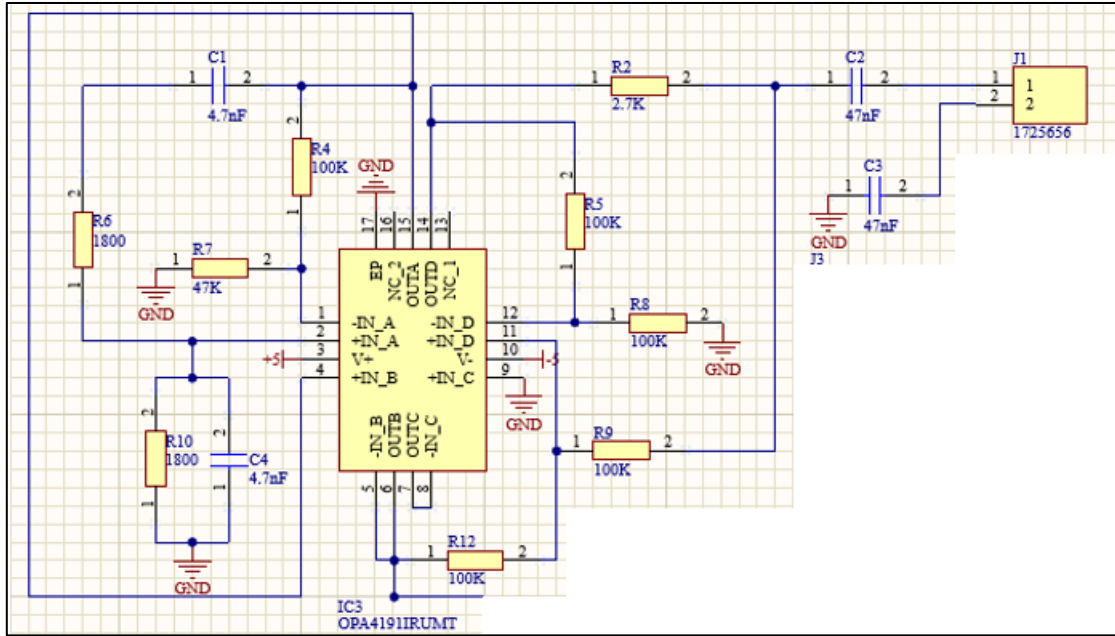 C1
1 2
4.7nF
R2
1 2
2.7K
C2
1 2
47nF
J1
1 1
2 2
1725656
2
R4
100K
1
GND
C3
1 2
47nF
GND
J3
2
R5
100K
1
2
R6
1800
1
R7
1 2
47K
GND
17 16 15 14 13
EP NC_2 OUTA OUTD NC_1
1 -IN_A -IN_D 12
2 +IN_A +IN_D 11
+5 3 V+ V- 10 -5
4 +IN_B +IN_C 9
-IN_B OUTB OUTC -IN_C
5 6 7 8
R8
1 2
100K
GND
GND
R9
1 2
100K
2
R10
1800
1
2
C4
4.7nF
1
GND
R12
1 2
100K
IC3
OPA4191IRUMT